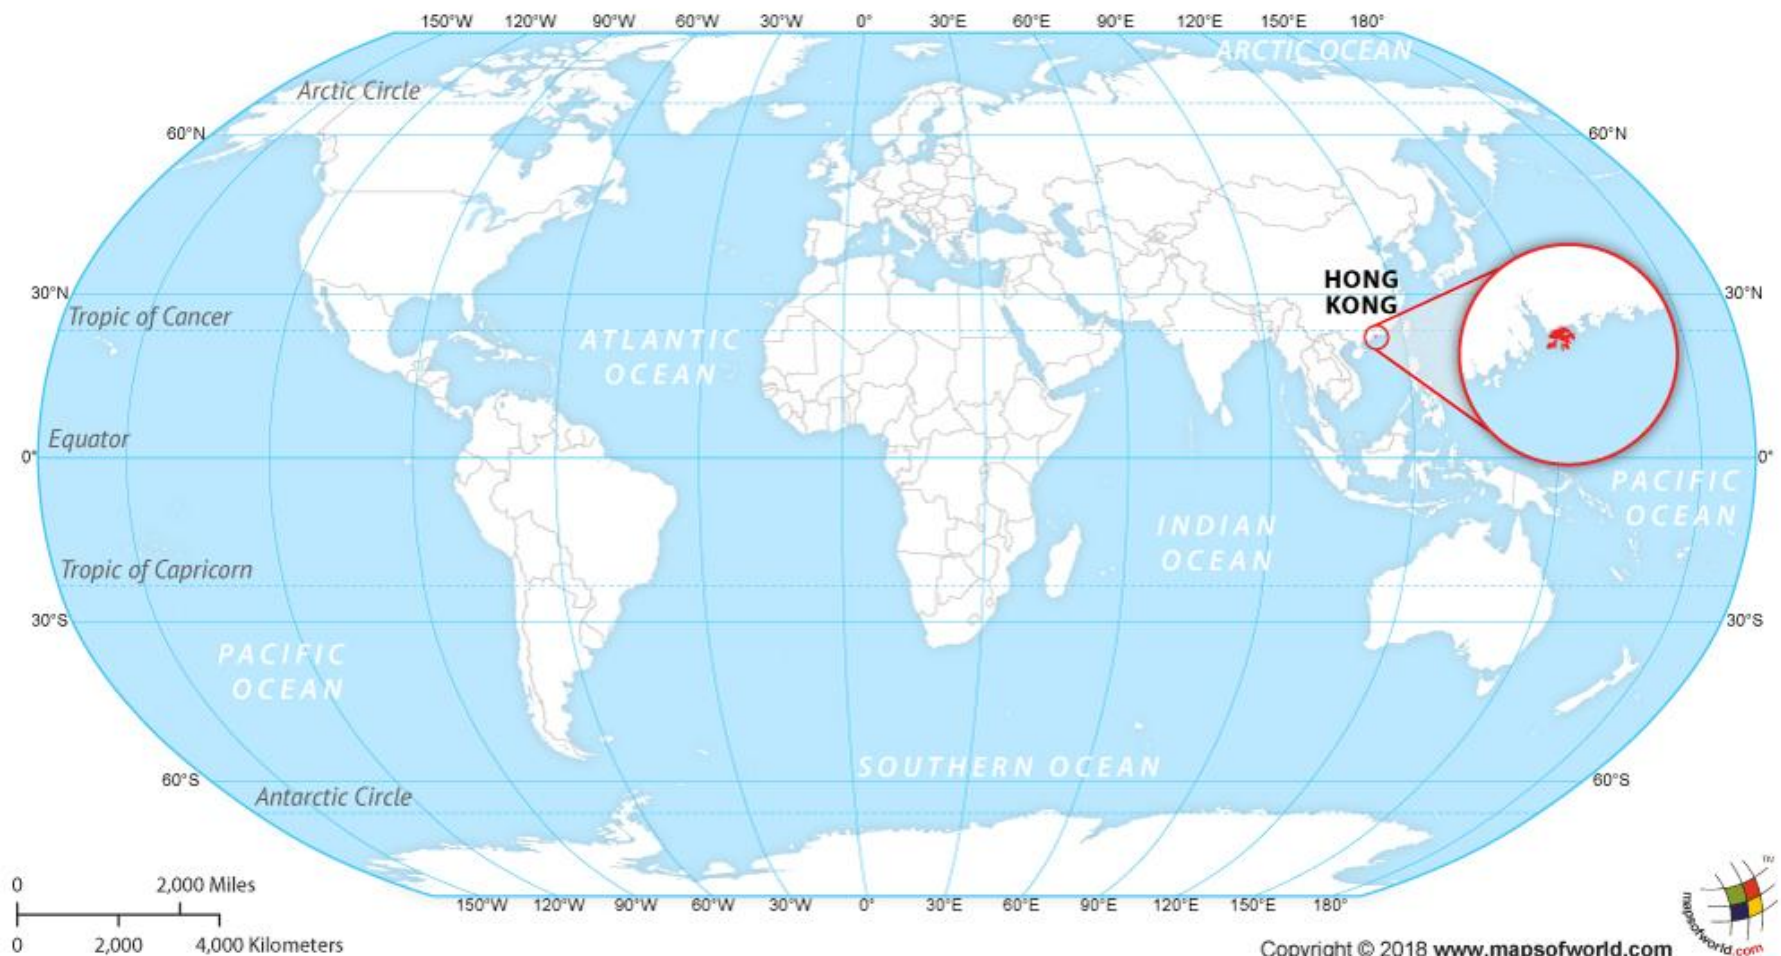 150°W 120°W 90°W 60°W 30°W 0° 30°E 60°E 90°E 120°E 150°E 180°
ARCTIC OCEAN
Arctic Circle
60°N 60°N
HONG
KONG
30°N 30°N
Tropic of Cancer
ATLANTIC
OCEAN
Equator
0° 0°
PACIFIC
OCEAN
INDIAN
OCEAN
Tropic of Capricorn
30°S 30°S
PACIFIC
OCEAN
SOUTHERN OCEAN
60°S 60°S
Antarctic Circle
150°W 120°W 90°W 60°W 30°W 0° 30°E 60°E 90°E 120°E 150°E 180°
0 2,000 Miles
0 2,000 4,000 Kilometers
TM
mapsofworld.com
Copyright © 2018 www.mapsofworld.com